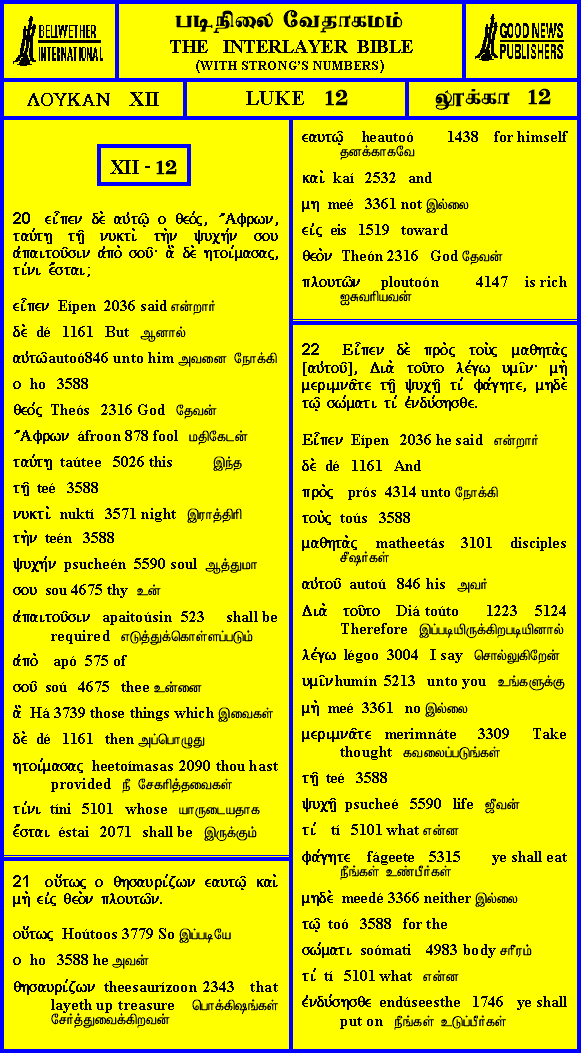 BELLWETHER
INTERNATIONAL
படிநிலை வேதாகமம்
THE INTERLAYER BIBLE
(WITH STRONG'S NUMBERS)
GOOD NEWS
PUBLISHERS
ΛΟΥΚΑΝ XII
LUKE 12
லூக்கா 12
XII - 12
20 εἶπεν δὲ αὐτῷ ο θεός, Ἄφρων,
ταύτῃ τῇ νυκτὶ τὴν ψυχήν σου
ἀπαιτοῦσιν ἀπὸ σοῦ· ἃ δὲ ητοίμασας,
τίνι ἔσται;
εἶπεν Eípen 2036 said என்றார்
δὲ dé 1161 But ஆனால்
αὐτῷ autoó 846 unto him அவனை நோக்கி
ο ho 3588
θεός Theós 2316 God தேவன்
Ἄφρων áfroon 878 fool மதிகேடன்
ταύτῃ taútee 5026 this இந்த
τῇ teé 3588
νυκτὶ nuktí 3571 night இராத்திரி
τὴν teén 3588
ψυχήν psucheén 5590 soul ஆத்துமா
σου sou 4675 thy உன்
ἀπαιτοῦσιν apaitoúsin 523 shall be
required எடுத்துக்கொள்ளப்படும்
ἀπὸ apó 575 of
σοῦ soú 4675 thee உன்னை
ἃ Há 3739 those things which இவைகள்
δὲ dé 1161 then அப்பொழுது
ητοίμασας heetoímasas 2090 thou hast
provided நீ சேகரித்தவைகள்
τίνι tíni 5101 whose யாருடையதாக
ἔσται éstai 2071 shall be இருக்கும்
21 οὕτως ο θησαυρίζων εαυτῷ καὶ
μὴ εἰς θεὸν πλουτῶν.
οὕτως Hoútoos 3779 So இப்படியே
ο ho 3588 he அவன்
θησαυρίζων theesaurízoon 2343 that
layeth up treasure பொக்கிஷங்கள்
சேர்த்துவைக்கிறவன்
εαυτῷ heautoó 1438 for himself
தனக்காகவே
καὶ kaí 2532 and
μη meé 3361 not இல்லை
εἰς eis 1519 toward
θεὸν Theón 2316 God தேவன்
πλουτῶν ploutoón 4147 is rich
ஐசுவரியவன்
22 Εἶπεν δὲ πρὸς τοὺς μαθητὰς
[αὐτοῦ], Διὰ τοῦτο λέγω υμῖν· μὴ
μεριμνᾶτε τῇ ψυχῇ τί φάγητε, μηδὲ
τῷ σώματι τί ἐνδύσησθε.
Εἶπεν Eípen 2036 he said என்றார்
δὲ dé 1161 And
πρὸς prós 4314 unto நோக்கி
τοὺς toús 3588
μαθητὰς matheetás 3101 disciples
சீஷர்கள்
αὐτοῦ autoú 846 his அவர்
Διὰ τοῦτο Diá toúto 1223 5124
Therefore இப்படியிருக்கிறபடியினால்
λέγω légoo 3004 I say சொல்லுகிறேன்
υμῖν humín 5213 unto you உங்களுக்கு
μὴ meé 3361 no இல்லை
μεριμνᾶτε merimnáte 3309 Take
thought கவலைப்படுங்கள்
τῇ teé 3588
ψυχῇ psucheé 5590 life ஜீவன்
τί tí 5101 what என்ன
φάγητε fágeete 5315 ye shall eat
நீங்கள் உண்பீர்கள்
μηδὲ meedé 3366 neither இல்லை
τῷ toó 3588 for the
σώματι soómati 4983 body சரீரம்
τί tí 5101 what என்ன
ἐνδύσησθε endúseesthe 1746 ye shall
put on நீங்கள் உடுப்பீர்கள்